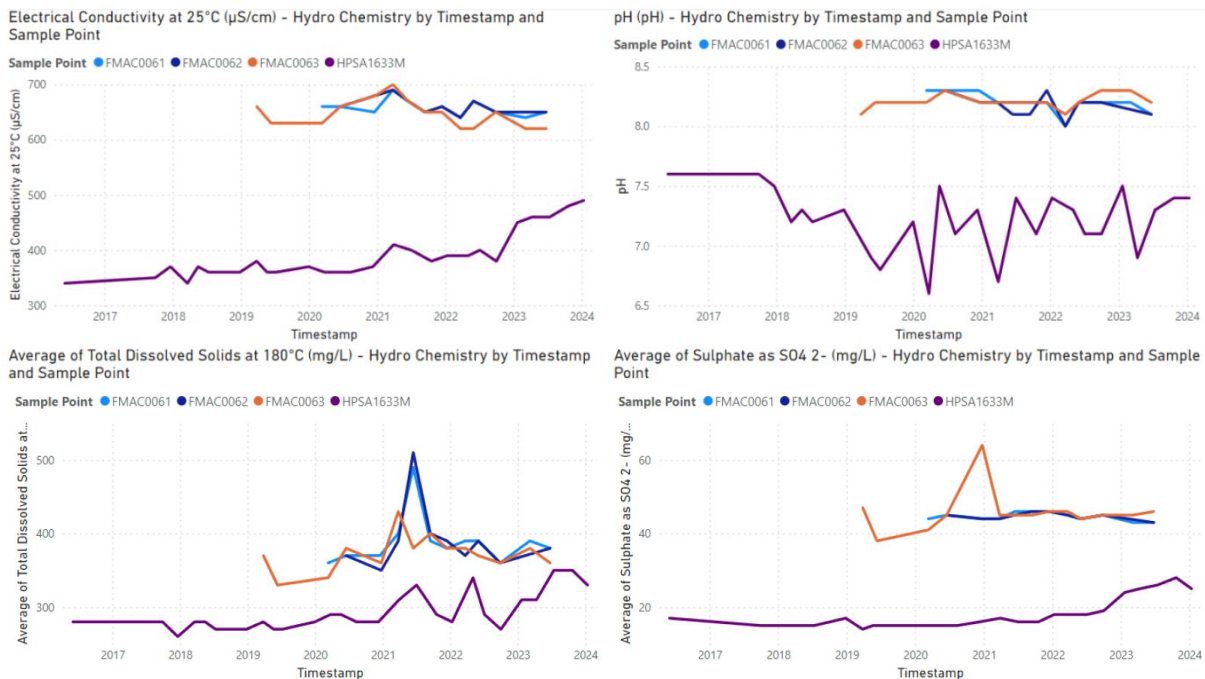 Electrical Conductivity at 25°C (µS/cm) - Hydro Chemistry by Timestamp and
Sample Point
Sample Point FMAC0061 FMAC0062 FMAC0063 HPSA1633M
Electrical Conductivity at 25°C (µS/cm)
700
600
500
400
300
2017 2018 2019 2020 2021 2022 2023 2024
Timestamp
pH (pH) - Hydro Chemistry by Timestamp and Sample Point
Sample Point FMAC0061 FMAC0062 FMAC0063 HPSA1633M
pH
8.5
8.0
7.5
7.0
6.5
2017 2018 2019 2020 2021 2022 2023 2024
Timestamp
Average of Total Dissolved Solids at 180°C (mg/L) - Hydro Chemistry by Timestamp
and Sample Point
Sample Point FMAC0061 FMAC0062 FMAC0063 HPSA1633M
Average of Total Dissolved Solids at...
500
400
300
2017 2018 2019 2020 2021 2022 2023 2024
Timestamp
Average of Sulphate as SO4 2- (mg/L) - Hydro Chemistry by Timestamp and Sample
Point
Sample Point FMAC0061 FMAC0062 FMAC0063 HPSA1633M
Average of Sulphate as SO4 2- (mg/...
60
40
20
2017 2018 2019 2020 2021 2022 2023 2024
Timestamp